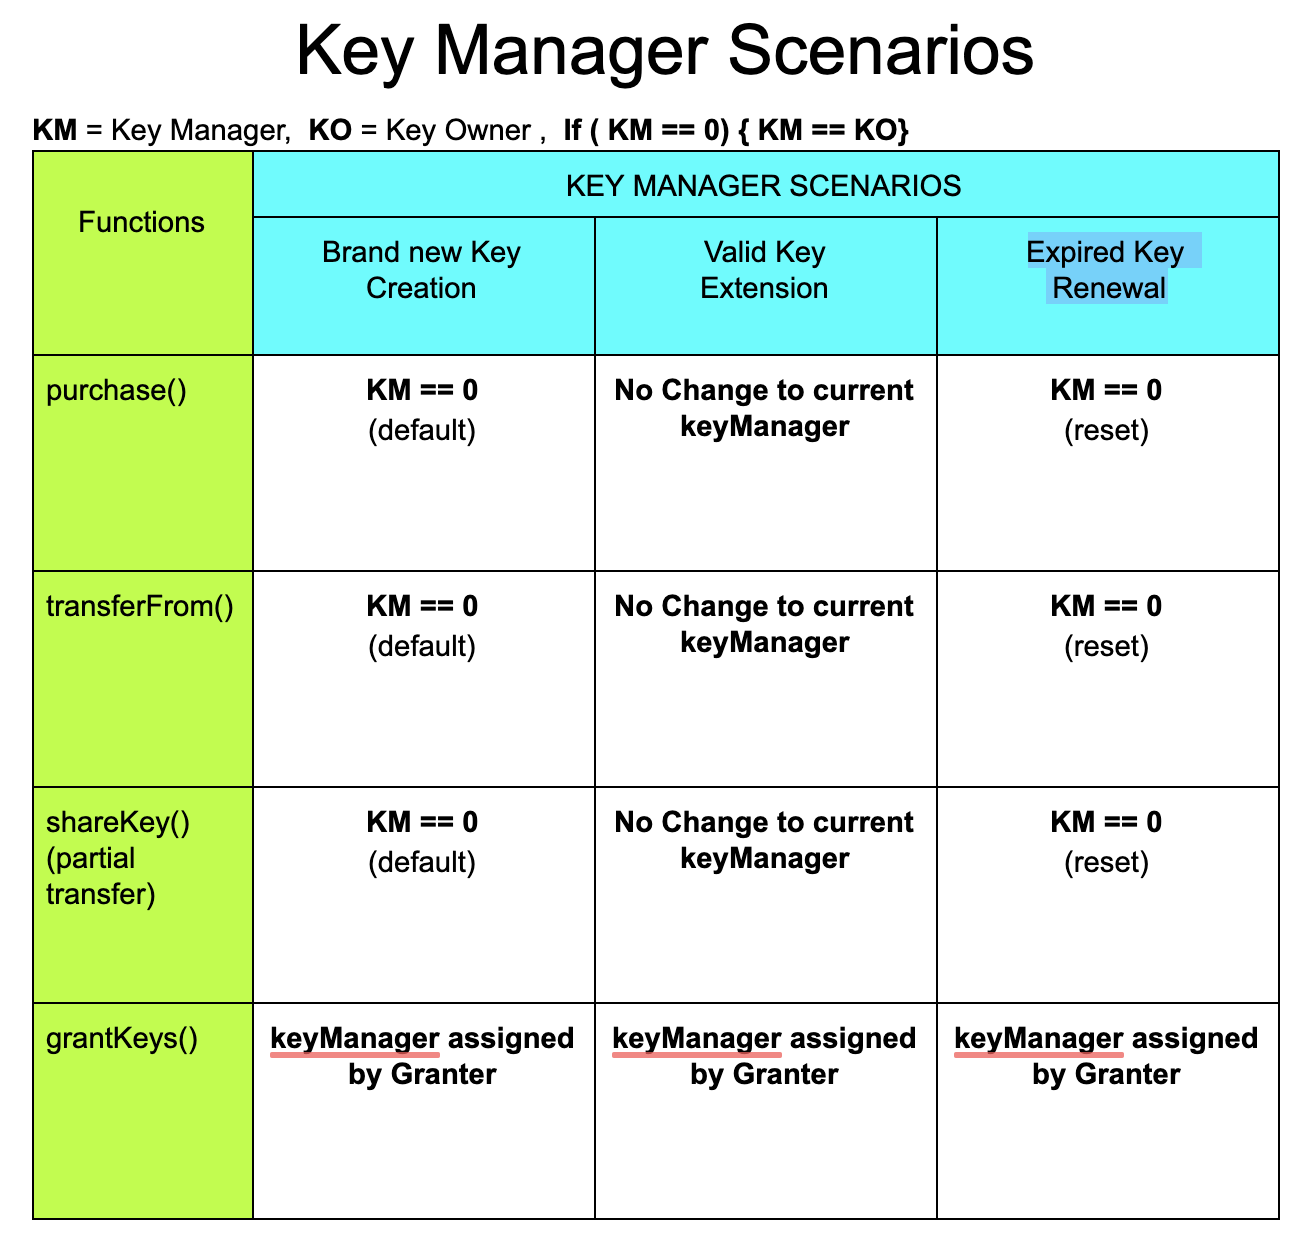 Key Manager Scenarios
KM = Key Manager,  KO = Key Owner ,  If ( KM == 0) { KM == KO}
Functions
KEY MANAGER SCENARIOS
Brand new Key
Creation
Valid Key
Extension
Expired Key
Renewal
purchase()
KM == 0
(default)
No Change to current
keyManager
KM == 0
(reset)
transferFrom()
KM == 0
(default)
No Change to current
keyManager
KM == 0
(reset)
shareKey()
(partial
transfer)
KM == 0
(default)
No Change to current
keyManager
KM == 0
(reset)
grantKeys()
keyManager assigned
by Granter
keyManager assigned
by Granter
keyManager assigned
by Granter